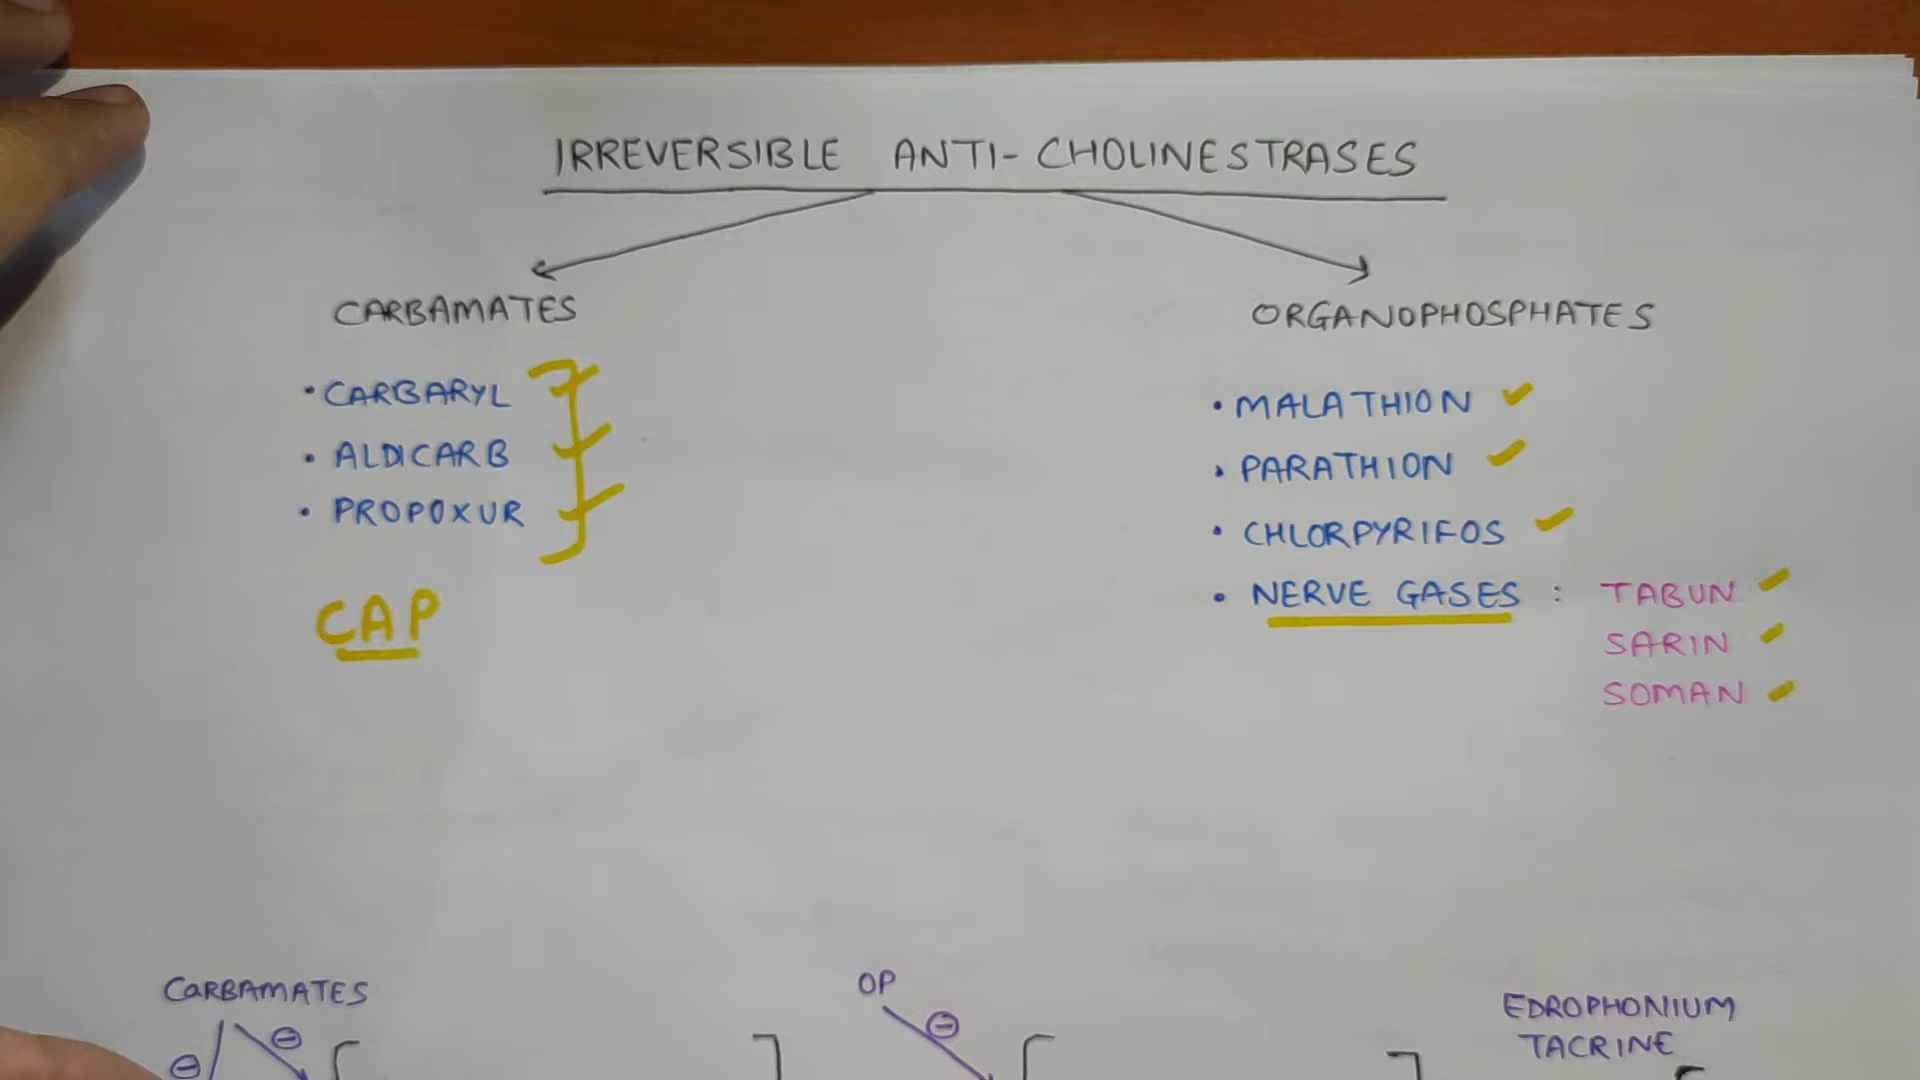 IRREVERSIBLE ANTI-CHOLINESTRASES
CARBAMATES
• CARBARYL
• ALDICARB
• PROPOXUR
CAP
ORGANOPHOSPHATES
• MALATHION
• PARATHION
• CHLORPYRIFOS
• NERVE GASES : TABUN
SARIN
SOMAN
CARBAMATES
OP
EDROPHONIUM
TACRINE